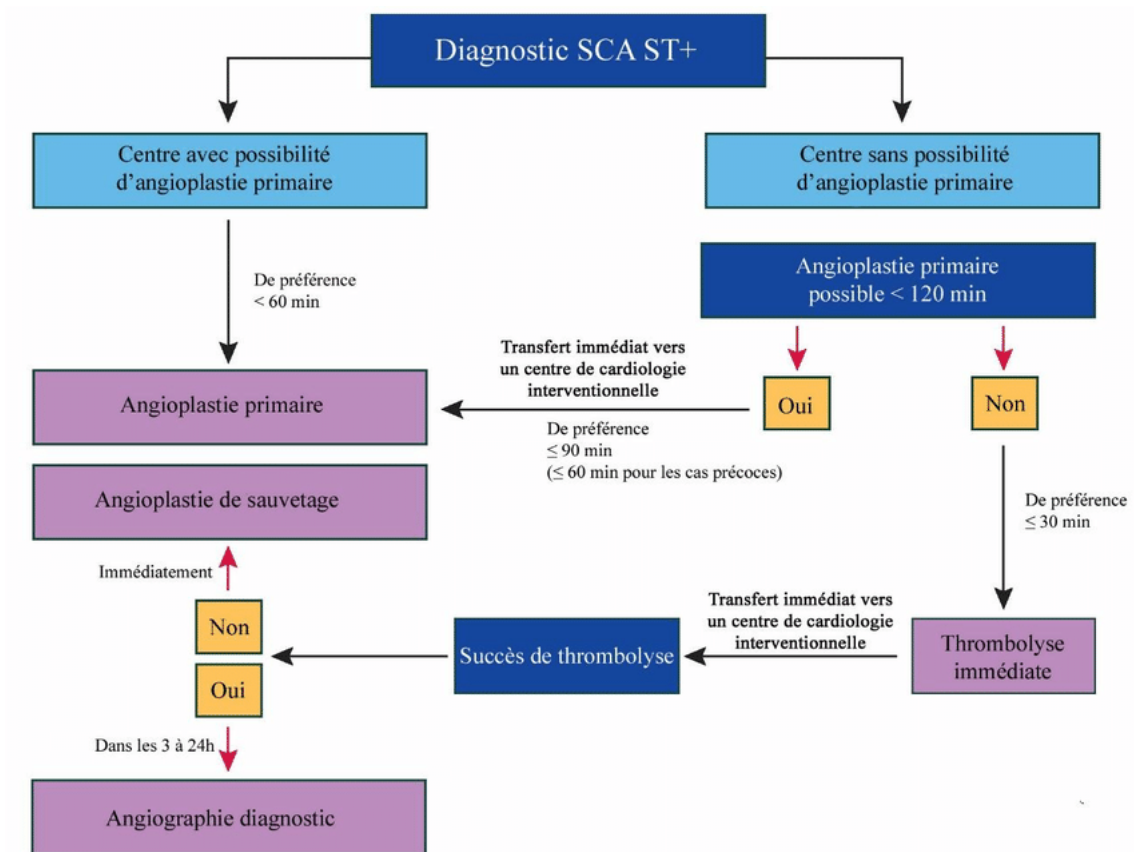 Diagnostic SCA ST+
Centre avec possibilité
d’angioplastie primaire
Centre sans possibilité
d’angioplastie primaire
De préférence
< 60 min
Angioplastie primaire
possible < 120 min
Transfert immédiat vers
un centre de cardiologie
interventionnelle
Oui
Non
Angioplastie primaire
De préférence
≤ 90 min
(≤ 60 min pour les cas précoces)
Angioplastie de sauvetage
De préférence
≤ 30 min
Immédiatement
Non
Oui
Succès de thrombolyse
Transfert immédiat vers
un centre de cardiologie
interventionnelle
Thrombolyse
immédiate
Dans les 3 à 24h
Angiographie diagnostic